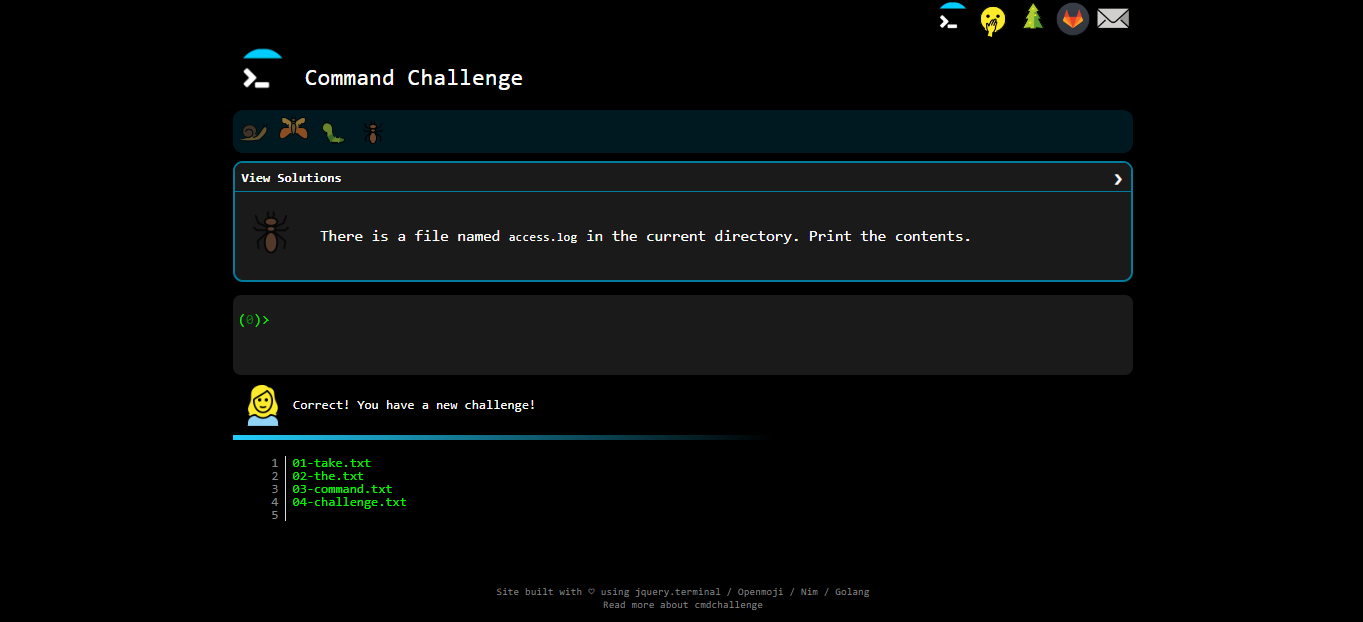 Command Challenge
View Solutions ❯
There is a file named access.log in the current directory. Print the contents.
(0)>
Correct! You have a new challenge!
1 01-take.txt
2 02-the.txt
3 03-command.txt
4 04-challenge.txt
5
Site built with ♡ using jquery.terminal / Openmoji / Nim / Golang
Read more about cmdchallenge